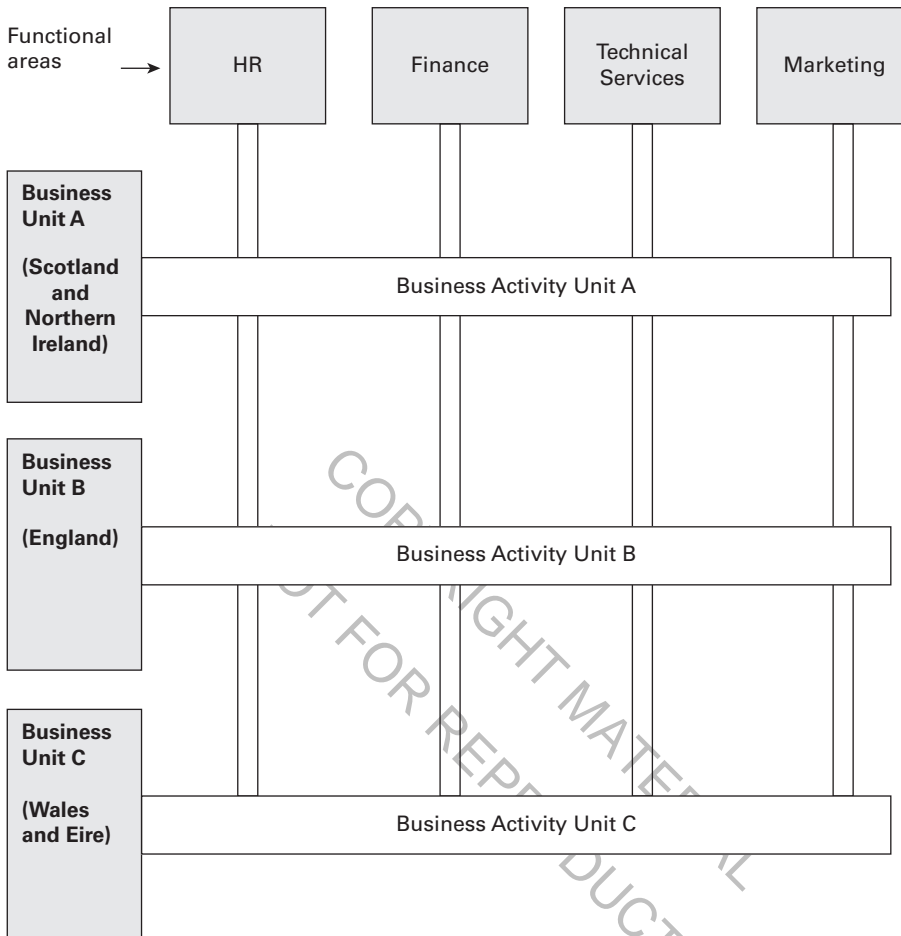 Functional
areas
HR
Finance
Technical
Services
Marketing
Business
Unit A
(Scotland
and
Northern
Ireland)
Business Activity Unit A
Business
Unit B
(England)
Business Activity Unit B
Business
Unit C
(Wales
and Eire)
Business Activity Unit C